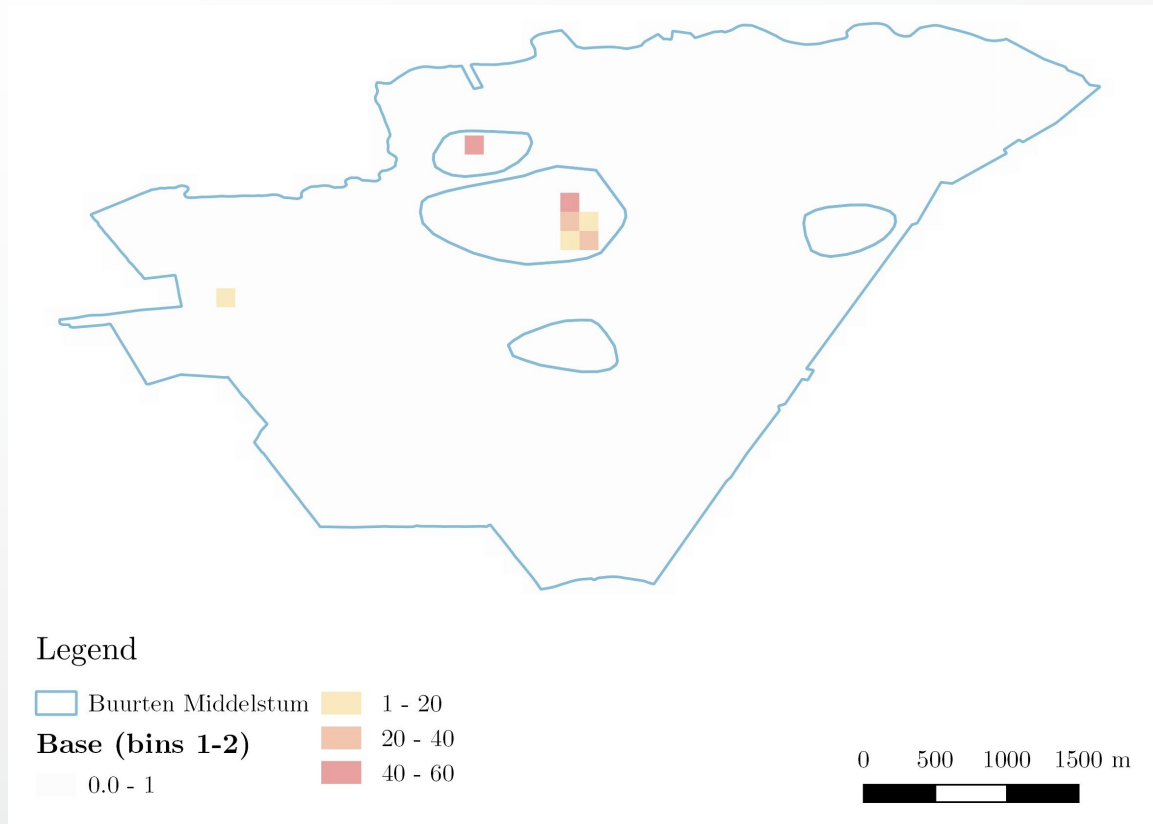 Legend
Buurten Middelstum
Base (bins 1-2)
0.0 - 1
1 - 20
20 - 40
40 - 60
0 500 1000 1500 m